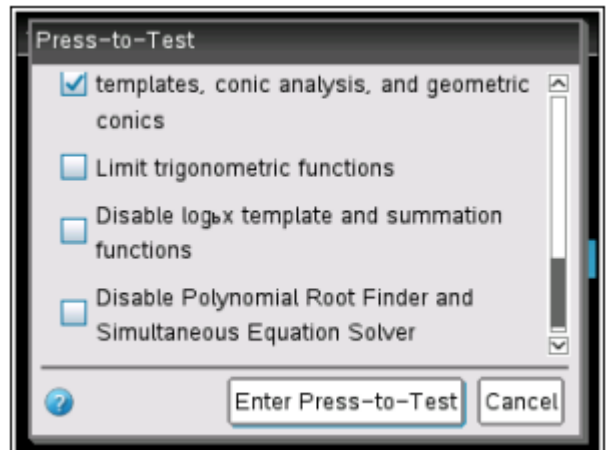 Press-to-Test
templates, conic analysis, and geometric
conics
Limit trigonometric functions
Disable logьx template and summation
functions
Disable Polynomial Root Finder and
Simultaneous Equation Solver
?
Enter Press-to-Test
Cancel